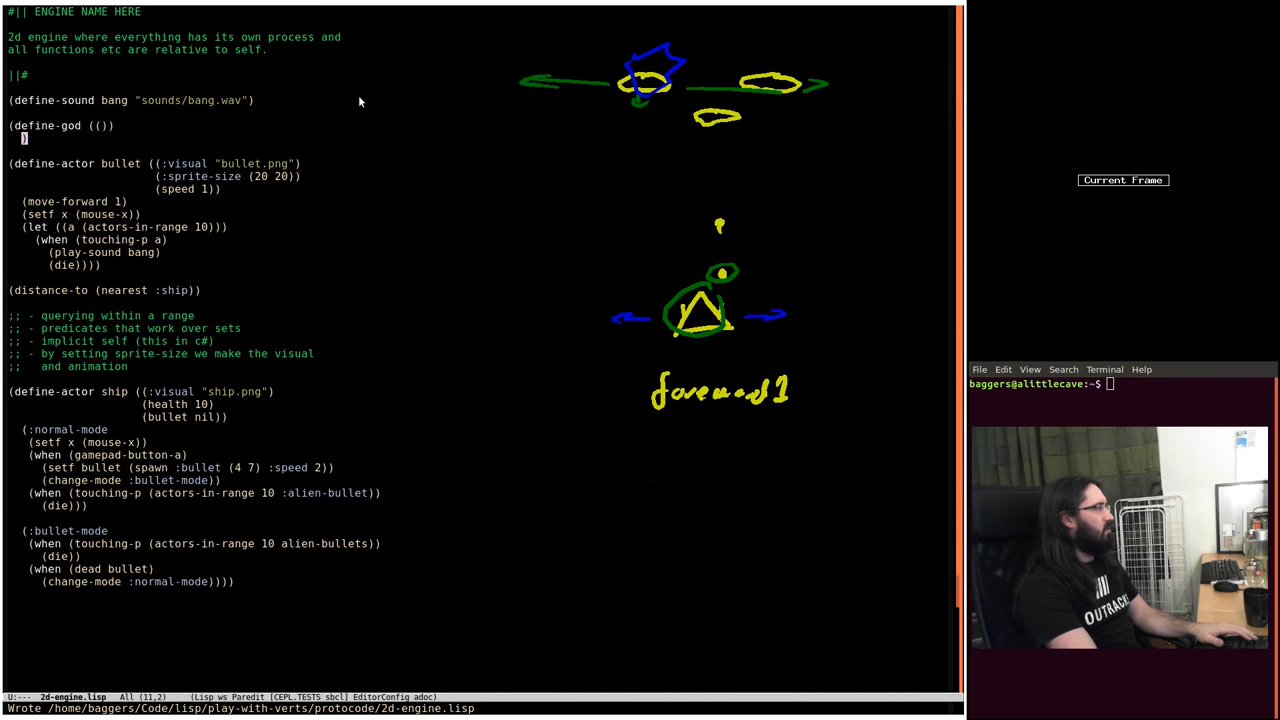 #|| ENGINE NAME HERE
2d engine where everything has its own process and
all functions etc are relative to self.
||#
(define-sound bang "sounds/bang.wav")
(define-god (())
)
(define-actor bullet ((:visual "bullet.png")
(:sprite-size (20 20))
(speed 1))
(move-forward 1)
(setf x (mouse-x))
(let ((a (actors-in-range 10)))
(when (touching-p a)
(play-sound bang)
(die))))
(distance-to (nearest :ship))
;; - querying within a range
;; - predicates that work over sets
;; - implicit self (this in c#)
;; - by setting sprite-size we make the visual
;;   and animation
(define-actor ship ((:visual "ship.png")
(health 10)
(bullet nil))
(:normal-mode
(setf x (mouse-x))
(when (gamepad-button-a)
(setf bullet (spawn :bullet (4 7) :speed 2))
(change-mode :bullet-mode))
(when (touching-p (actors-in-range 10 :alien-bullet))
(die)))
(:bullet-mode
(when (touching-p (actors-in-range 10 alien-bullets))
(die))
(when (dead bullet)
(change-mode :normal-mode))))
U:--- 2d-engine.lisp All (11,2) (Lisp ws Paredit [CEPL.TESTS sbcl] EditorConfig adoc)
Wrote /home/baggers/Code/lisp/play-with-verts/protocode/2d-engine.lisp
Current Frame
File Edit View Search Terminal Help
baggers@alittlecave:~$
OUTRACKS